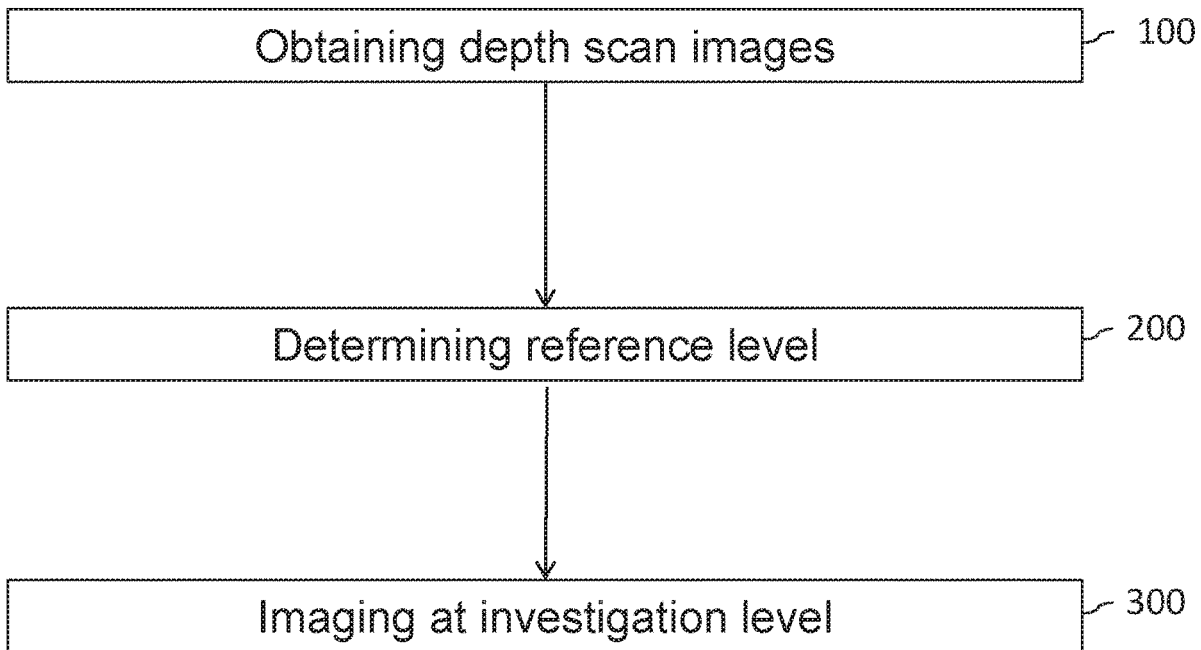 Obtaining depth scan images 100
Determining reference level 200
Imaging at investigation level 300